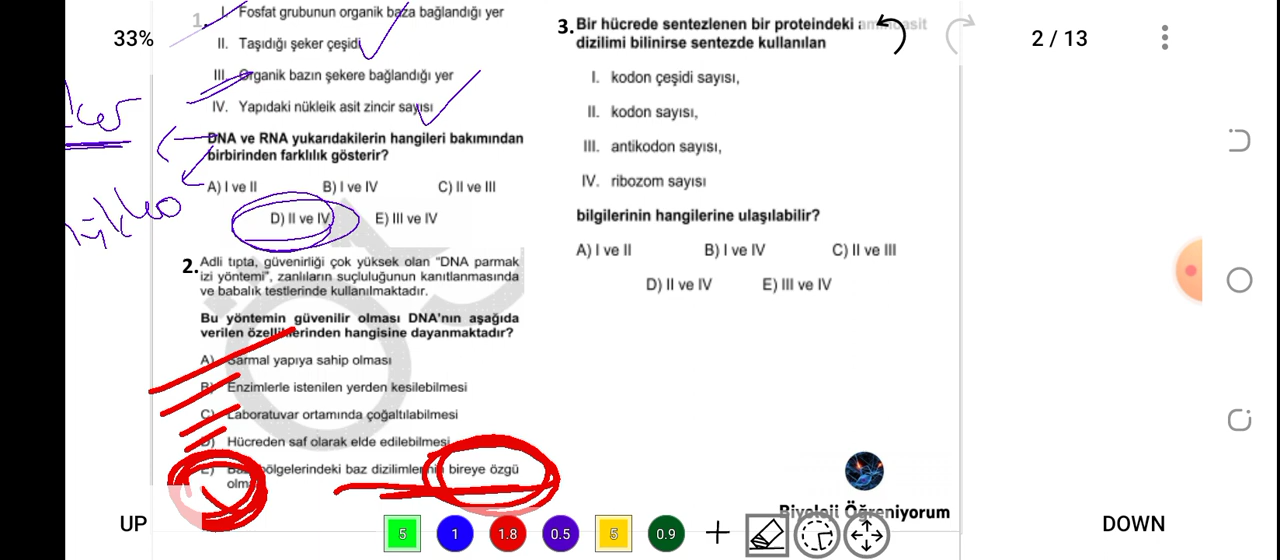 33%
1.
I. Fosfat grubunun organik baza bağlandığı yer
II. Taşıdığı şeker çeşidi
III. Organik bazın şekere bağlandığı yer
IV. Yapıdaki nükleik asit zincir sayısı
DNA ve RNA yukarıdakilerin hangileri bakımından
birbirinden farklılık gösterir?
A) I ve II B) I ve IV C) II ve III
D) II ve IV E) III ve IV
2. Adli tıpta, güvenirliği çok yüksek olan "DNA parmak
izi yöntemi", zanlıların suçluluğunun kanıtlanmasında
ve babalık testlerinde kullanılmaktadır.
Bu yöntemin güvenilir olması DNA'nın aşağıda
verilen özelliklerinden hangisine dayanmaktadır?
A) Sarmal yapıya sahip olması
B) Enzimlerle istenilen yerden kesilebilmesi
C) Laboratuvar ortamında çoğaltılabilmesi
D) Hücreden saf olarak elde edilebilmesi
E) bölgelerindeki baz dizilimlerinin bireye özgü
3. Bir hücrede sentezlenen bir proteindeki aminoasit
dizilimi bilinirse sentezde kullanılan
I. kodon çeşidi sayısı,
II. kodon sayısı,
III. antikodon sayısı,
IV. ribozom sayısı
bilgilerinin hangilerine ulaşılabilir?
A) I ve II B) I ve IV C) II ve III
D) II ve IV E) III ve IV
Biyoloji Öğreniyorum
2 / 13
UP
5 1 1.8 0.5 5 0.9
DOWN